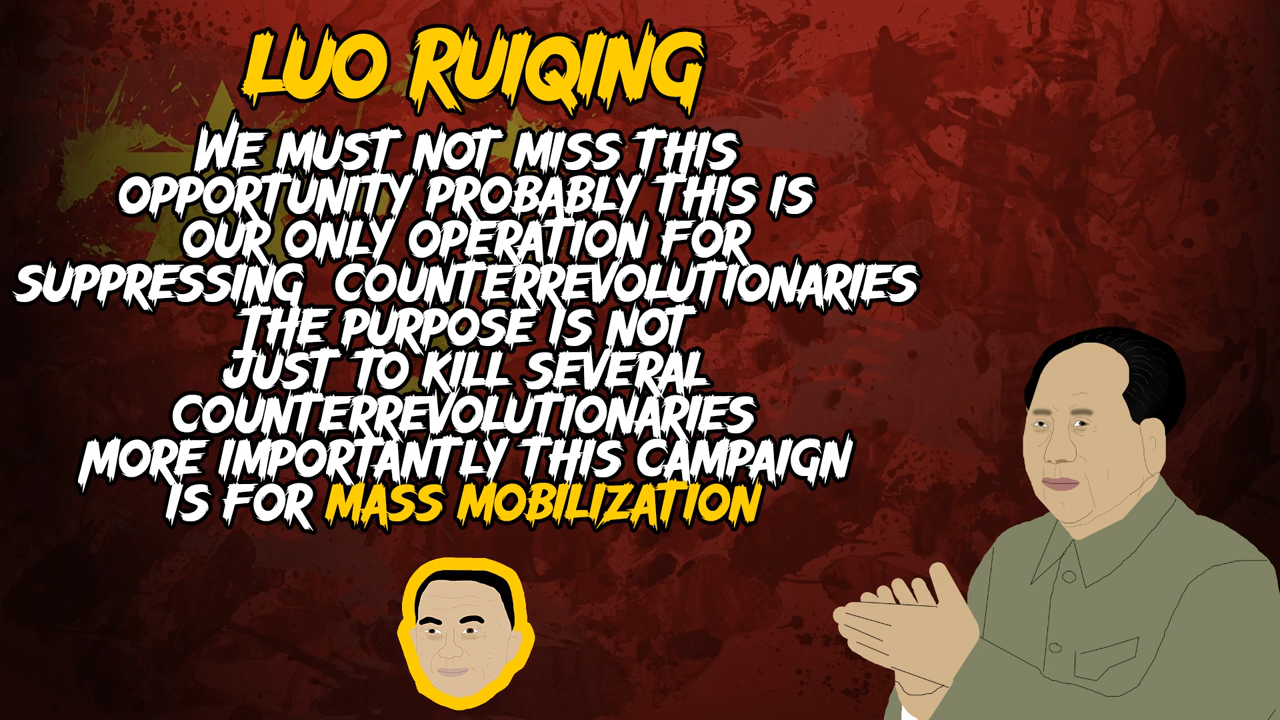 LUO RUIQING
WE MUST NOT MISS THIS
OPPORTUNITY PROBABLY THIS IS
OUR ONLY OPERATION FOR
SUPPRESSING COUNTERREVOLUTIONARIES
THE PURPOSE IS NOT
JUST TO KILL SEVERAL
COUNTERREVOLUTIONARIES
MORE IMPORTANTLY THIS CAMPAIGN
IS FOR MASS MOBILIZATION